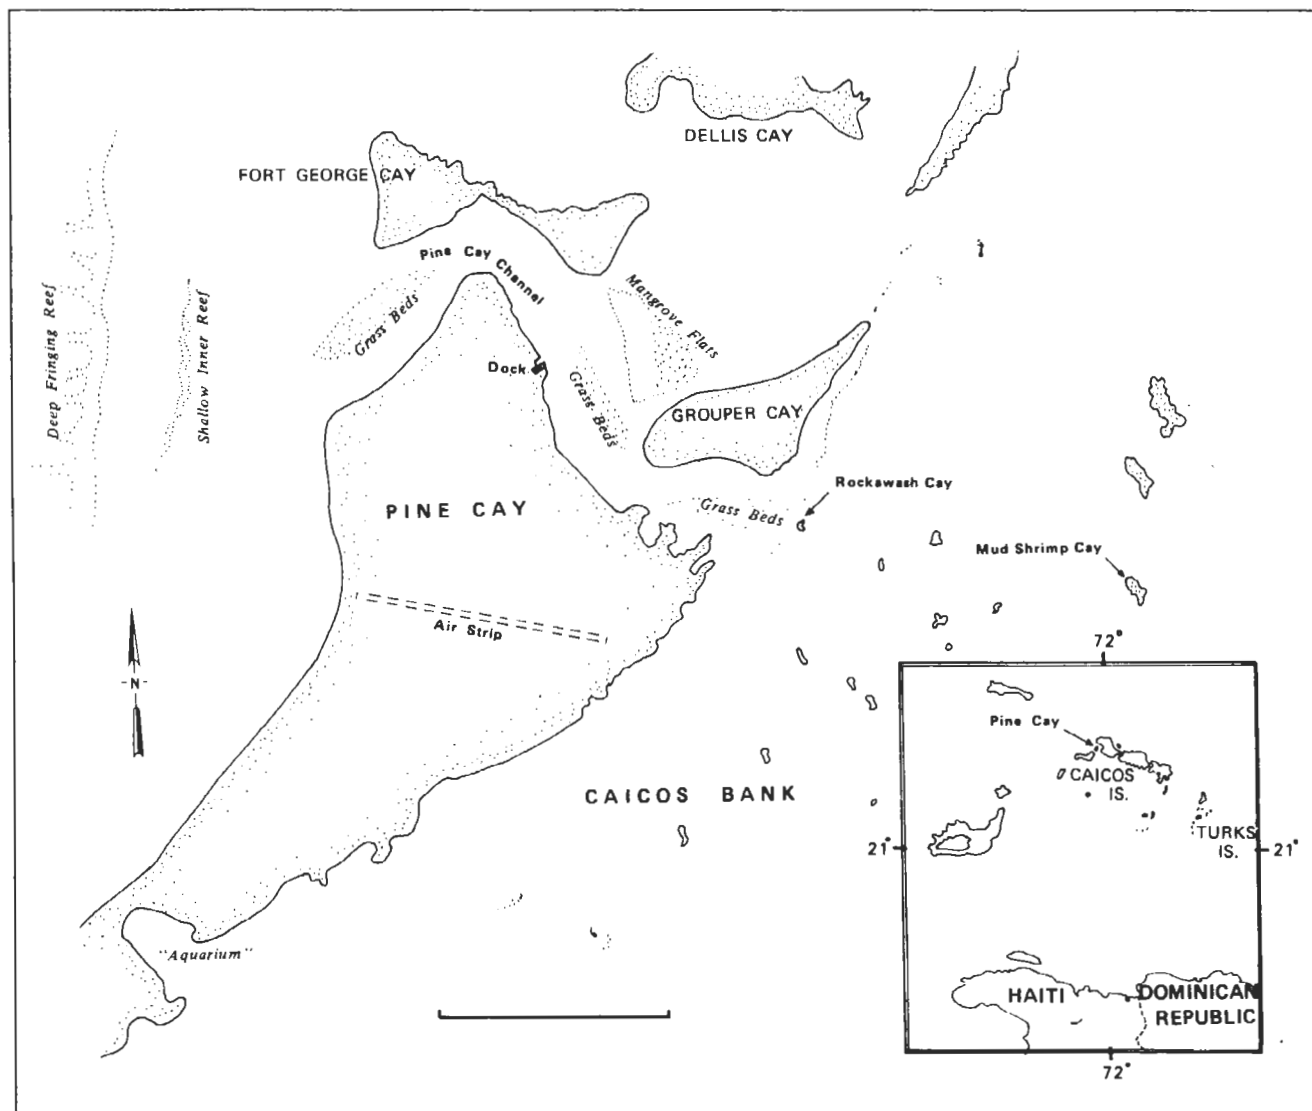 DELLIS CAY
FORT GEORGE CAY
Pine Cay Channel
Mangrove Flats
Grass Beds
Deep Fringing Reef
Shallow Inner Reef
Dock
Grass Beds
GROUPER CAY
Rockawash Cay
Grass Beds
PINE CAY
Mud Shrimp Cay
Air Strip
-N-
CAICOS BANK
"Aquarium"
72°
Pine Cay
CAICOS
IS.
TURKS
IS.
21°
21°
HAITI
DOMINICAN
REPUBLIC
72°